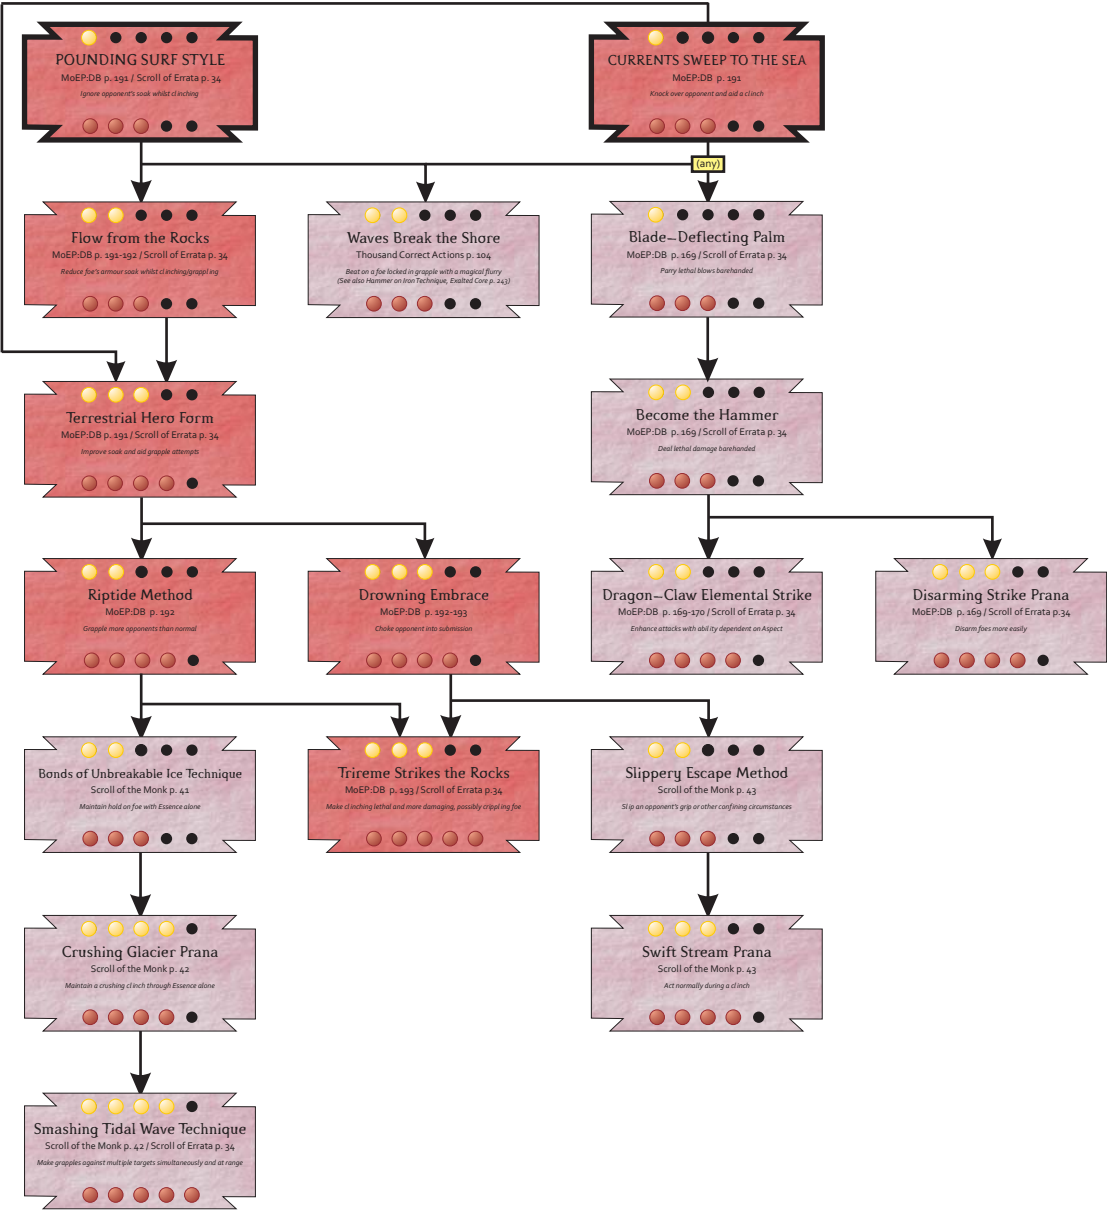 POUNDING SURF STYLE
MoEP:DB p. 191 / Scroll of Errata p. 34
Ignore opponent's soak whilst clinching
CURRENTS SWEEP TO THE SEA
MoEP:DB p. 191
Knock over opponent and aid a clinch
(any)
Flow from the Rocks
MoEP:DB p. 191-192 / Scroll of Errata p. 34
Reduce foe's armour soak whilst clinching/grappling
Waves Break the Shore
Thousand Correct Actions p. 104
Beat on a foe locked in grapple with a magical flurry
(See also Hammer on Iran Technique, Exalted Core p. 243)
Blade-Deflecting Palm
MoEP:DB p. 169 / Scroll of Errata p. 34
Parry lethal blows barehanded
Terrestrial Hero Form
MoEP:DB p. 191 / Scroll of Errata p. 34
Improve soak and aid grapple attempts
Become the Hammer
MoEP:DB p. 169 / Scroll of Errata p. 34
Deal lethal damage barehanded
Riptide Method
MoEP:DB p. 192
Grapple more opponents than normal
Drowning Embrace
MoEP:DB p. 192-193
Choke opponent into submission
Dragon-Claw Elemental Strike
MoEP:DB p. 169-170 / Scroll of Errata p. 34
Enhance attacks with ability dependent on Aspect
Disarming Strike Prana
MoEP:DB p. 169 / Scroll of Errata p.34
Disarm foes more easily
Bonds of Unbreakable Ice Technique
Scroll of the Monk p. 41
Maintain hold on foe with Essence alone
Trireme Strikes the Rocks
MoEP:DB p. 193 / Scroll of Errata p.34
Make clinching lethal and more damaging, possibly crippling foe
Slippery Escape Method
Scroll of the Monk p. 43
Slip an opponent's grip or other confining circumstances
Crushing Glacier Prana
Scroll of the Monk p. 42
Maintain a crushing clinch through Essence alone
Swift Stream Prana
Scroll of the Monk p. 43
Act normally during a clinch
Smashing Tidal Wave Technique
Scroll of the Monk p. 42 / Scroll of Errata p. 34
Make grapples against multiple targets simultaneously and at range